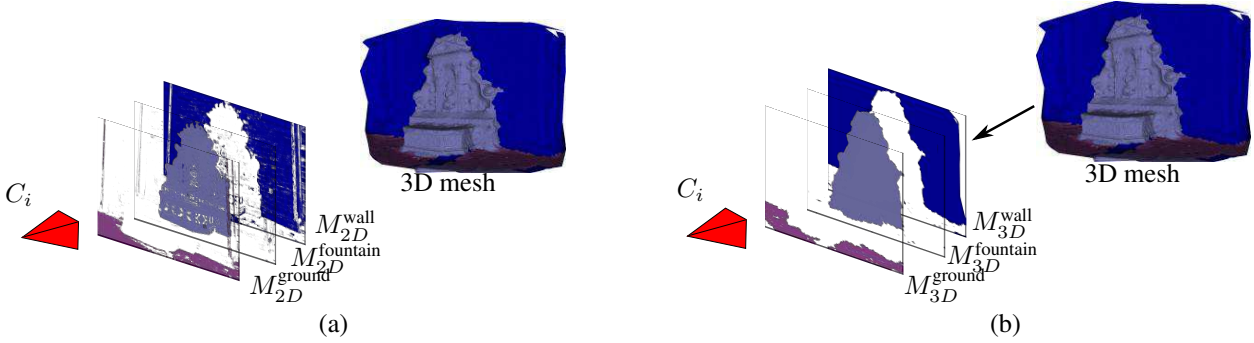 3D mesh
C_i
M_{2D}^{wall}
M_{2D}^{fountain}
M_{2D}^{ground}
(a)
3D mesh
C_i
M_{3D}^{wall}
M_{3D}^{fountain}
M_{3D}^{ground}
(b)